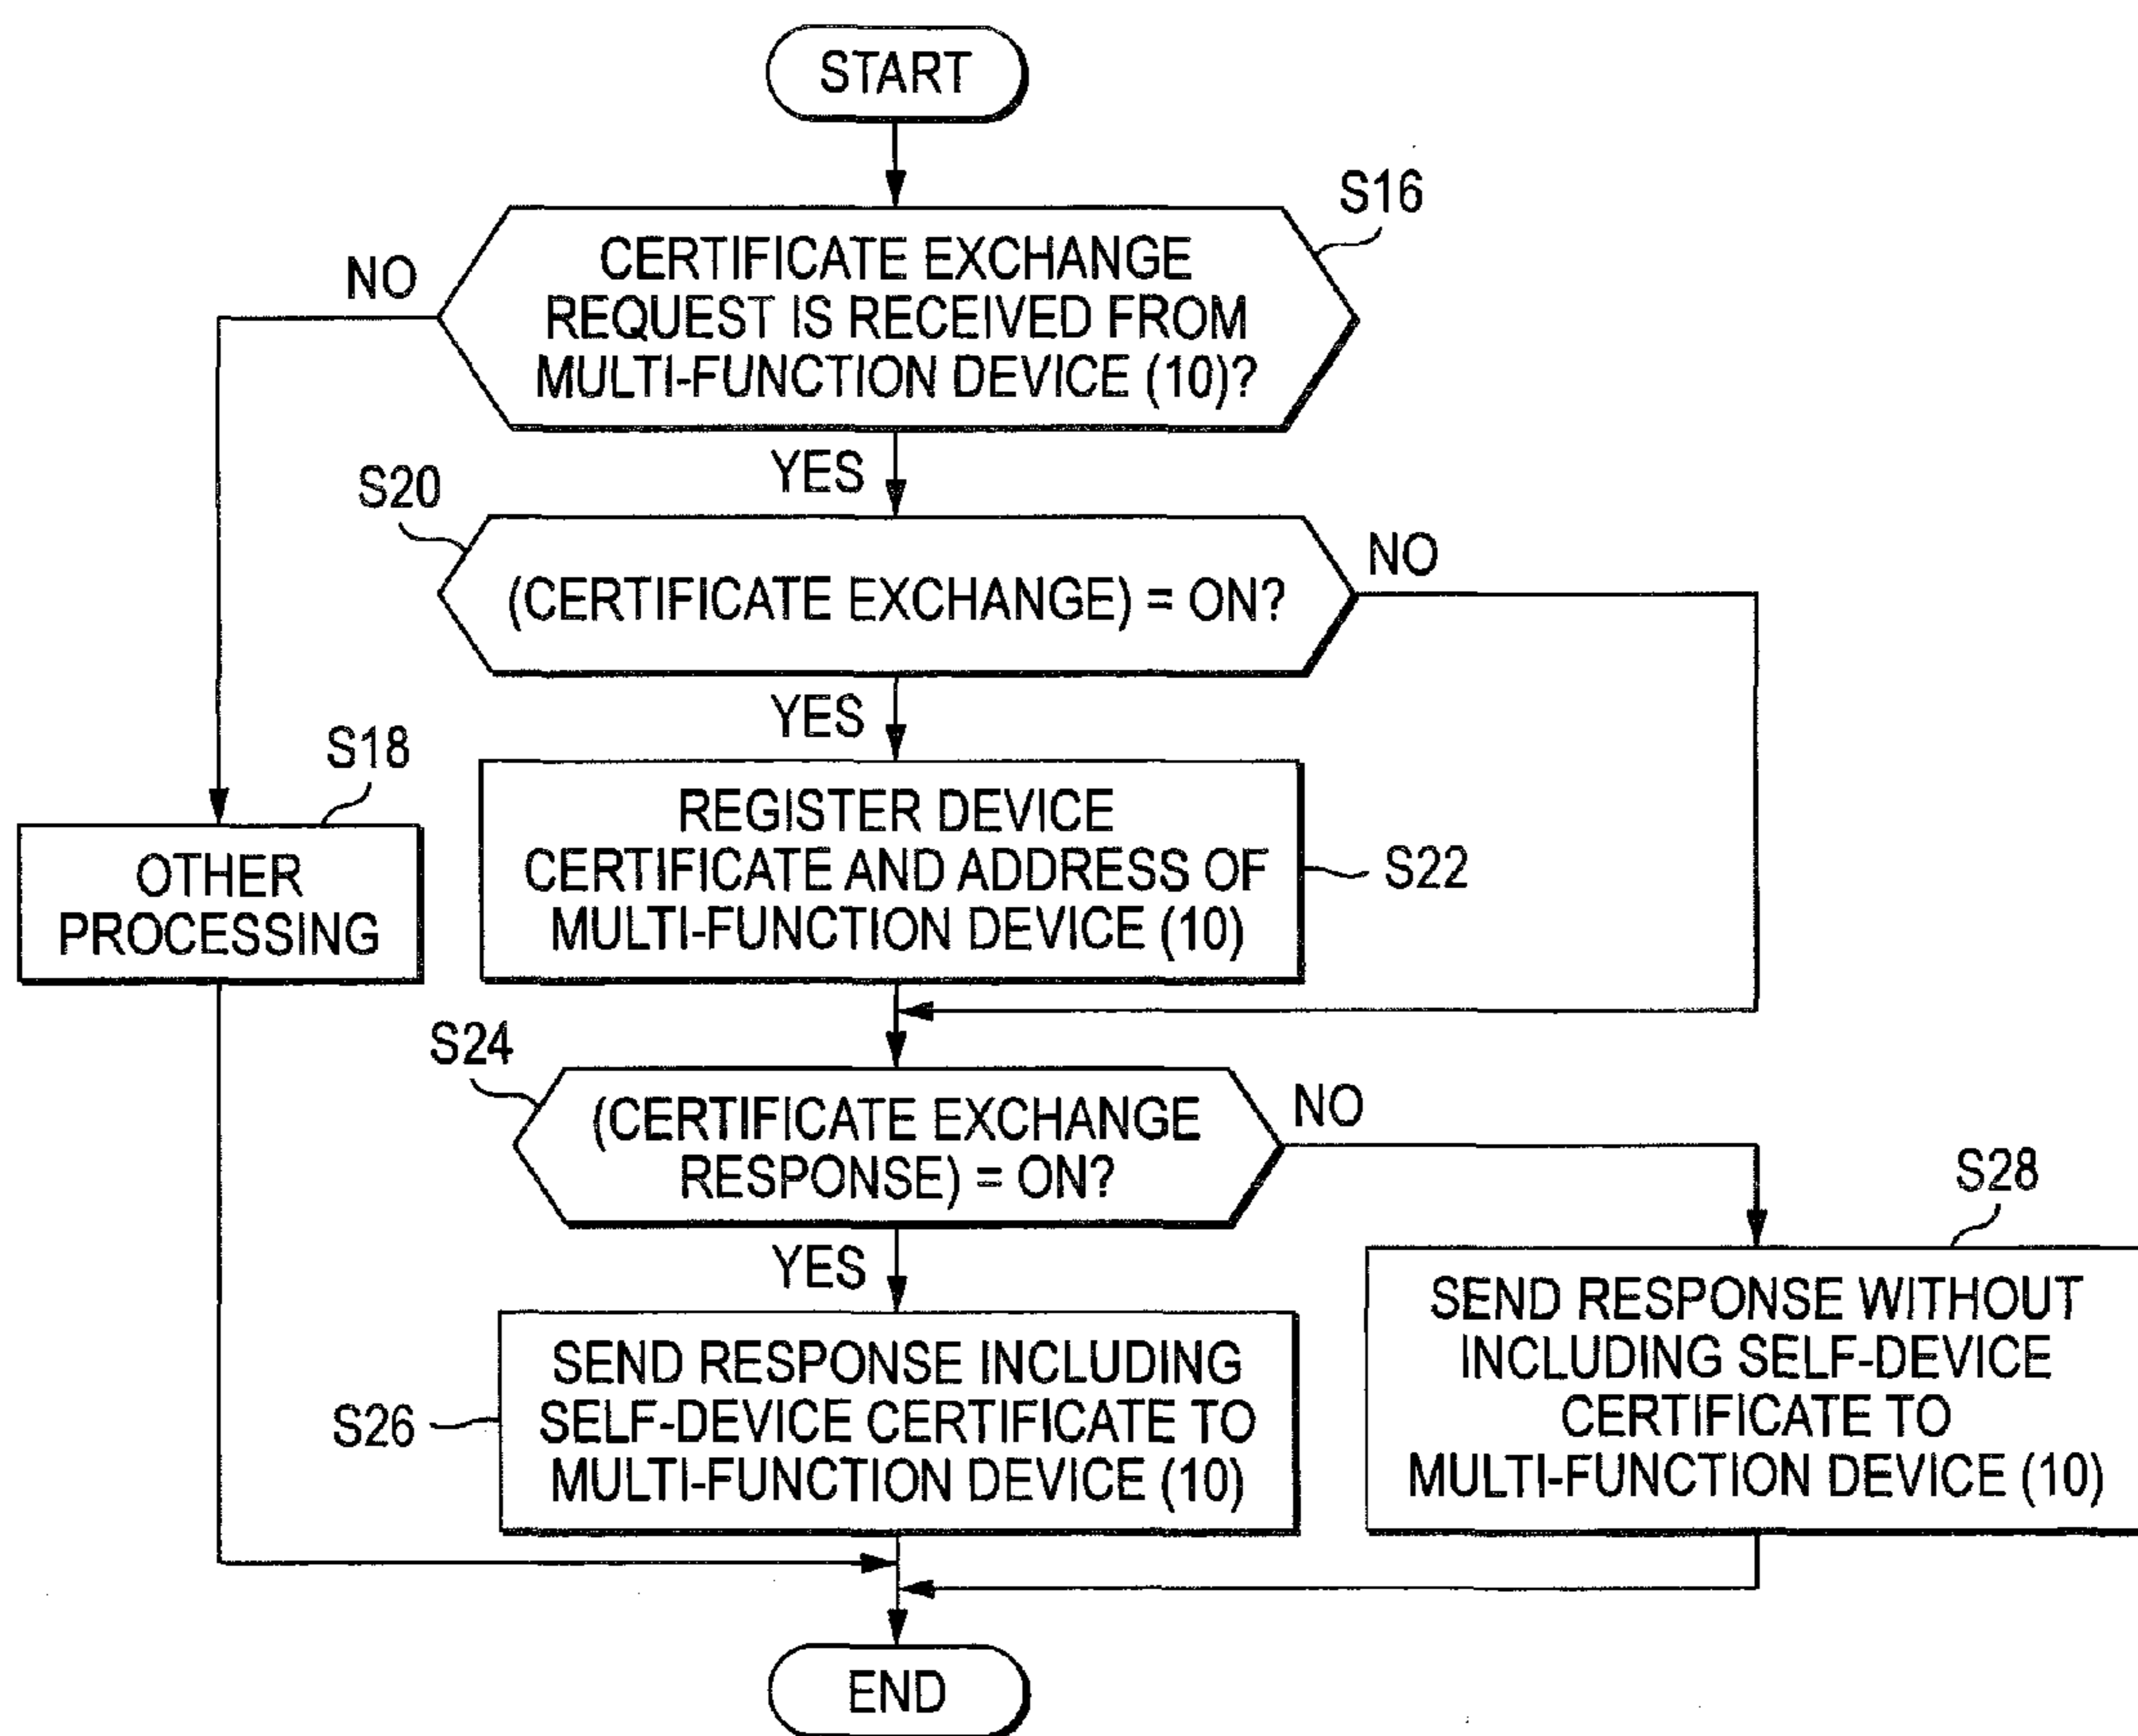 START
S16
CERTIFICATE EXCHANGE
REQUEST IS RECEIVED FROM
MULTI-FUNCTION DEVICE (10)?
NO
YES
S20
(CERTIFICATE EXCHANGE) = ON?
NO
YES
S18
OTHER
PROCESSING
REGISTER DEVICE
CERTIFICATE AND ADDRESS OF
MULTI-FUNCTION DEVICE (10)
S22
S24
(CERTIFICATE EXCHANGE
RESPONSE) = ON?
NO
YES
S28
SEND RESPONSE INCLUDING
SELF-DEVICE CERTIFICATE TO
MULTI-FUNCTION DEVICE (10)
S26
SEND RESPONSE WITHOUT
INCLUDING SELF-DEVICE
CERTIFICATE TO
MULTI-FUNCTION DEVICE (10)
END